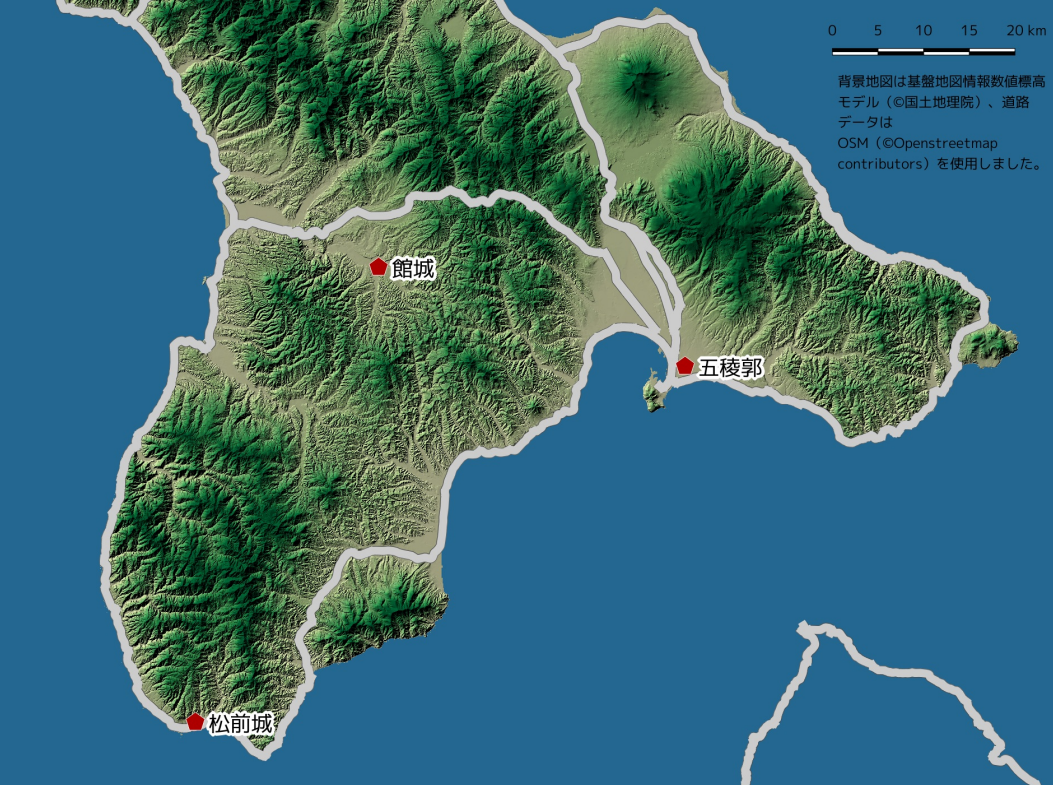 0 5 10 15 20 km
背景地図は基盤地図情報数値標高
モデル（©国土地理院）、道路
データは
OSM（©Openstreetmap
contributors）を使用しました。
館城
五稜郭
松前城